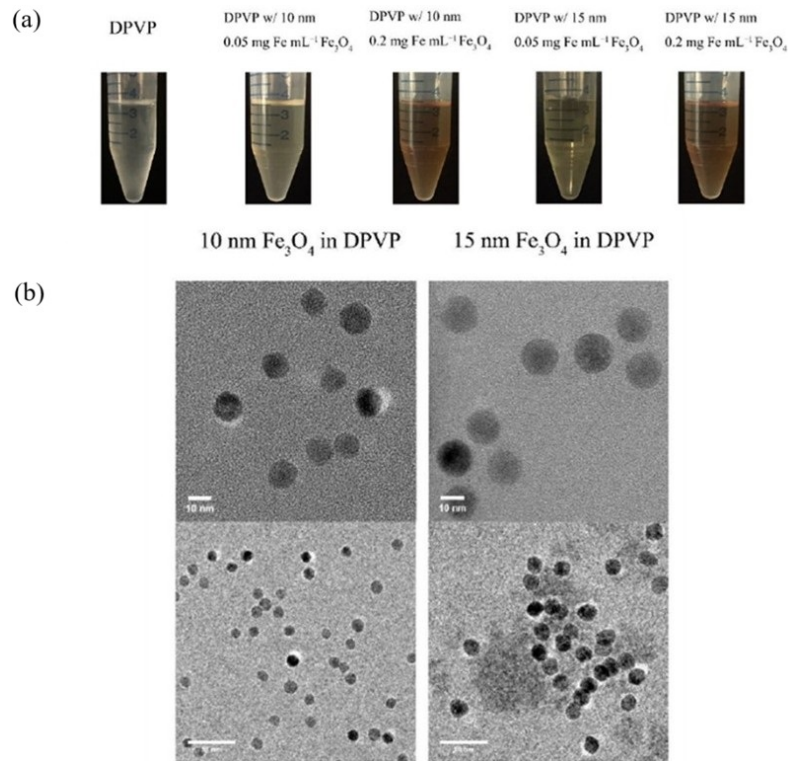 (a)
DPVP
DPVP w/ 10 nm
0.05 mg Fe mL⁻¹ Fe₃O₄
DPVP w/ 10 nm
0.2 mg Fe mL⁻¹ Fe₃O₄
DPVP w/ 15 nm
0.05 mg Fe mL⁻¹ Fe₃O₄
DPVP w/ 15 nm
0.2 mg Fe mL⁻¹ Fe₃O₄
10 nm Fe₃O₄ in DPVP
15 nm Fe₃O₄ in DPVP
(b)
10 nm
10 nm